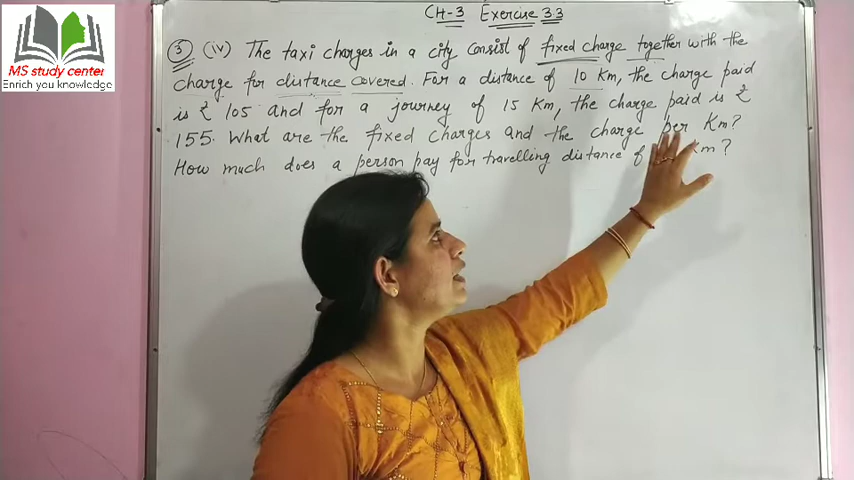 CH-3 Exercise 3.3
MS study center
Enrich you knowledge
③ (iv) The taxi charges in a city consist of fixed charge together with the
charge for distance covered. For a distance of 10 Km, the charge paid
is ₹ 105 and for a journey of 15 Km, the charge paid is ₹
155. What are the fixed charges and the charge per Km?
How much does a person pay for travelling distance of Km?